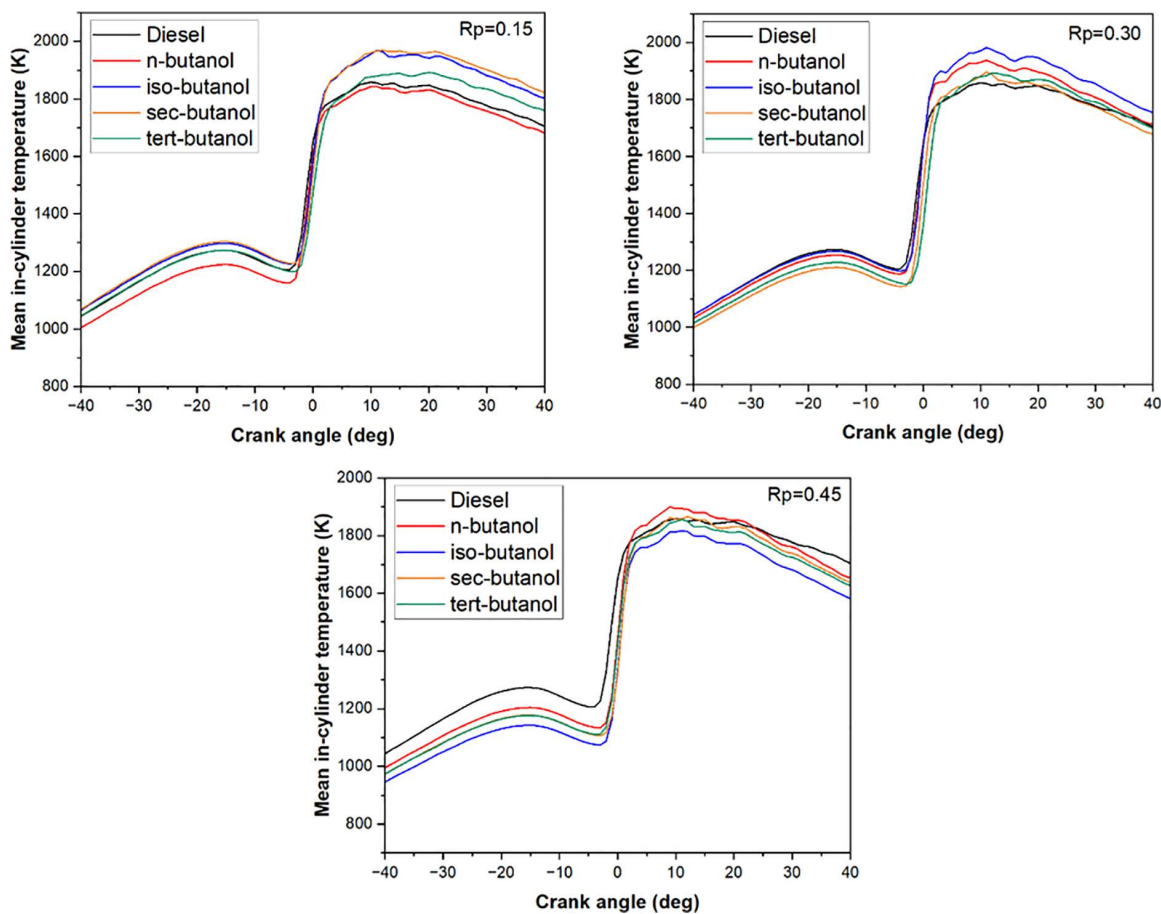 Rp=0.15
Diesel
n-butanol
iso-butanol
sec-butanol
tert-butanol
Mean in-cylinder temperature (K)
2000
1800
1600
1400
1200
1000
800
−40 −30 −20 −10 0 10 20 30 40
Crank angle (deg)
Rp=0.30
Diesel
n-butanol
iso-butanol
sec-butanol
tert-butanol
Mean in-cylinder temperature (K)
2000
1800
1600
1400
1200
1000
800
−40 −30 −20 −10 0 10 20 30 40
Crank angle (deg)
Rp=0.45
Diesel
n-butanol
iso-butanol
sec-butanol
tert-butanol
Mean in-cylinder temperature (K)
2000
1800
1600
1400
1200
1000
800
−40 −30 −20 −10 0 10 20 30 40
Crank angle (deg)